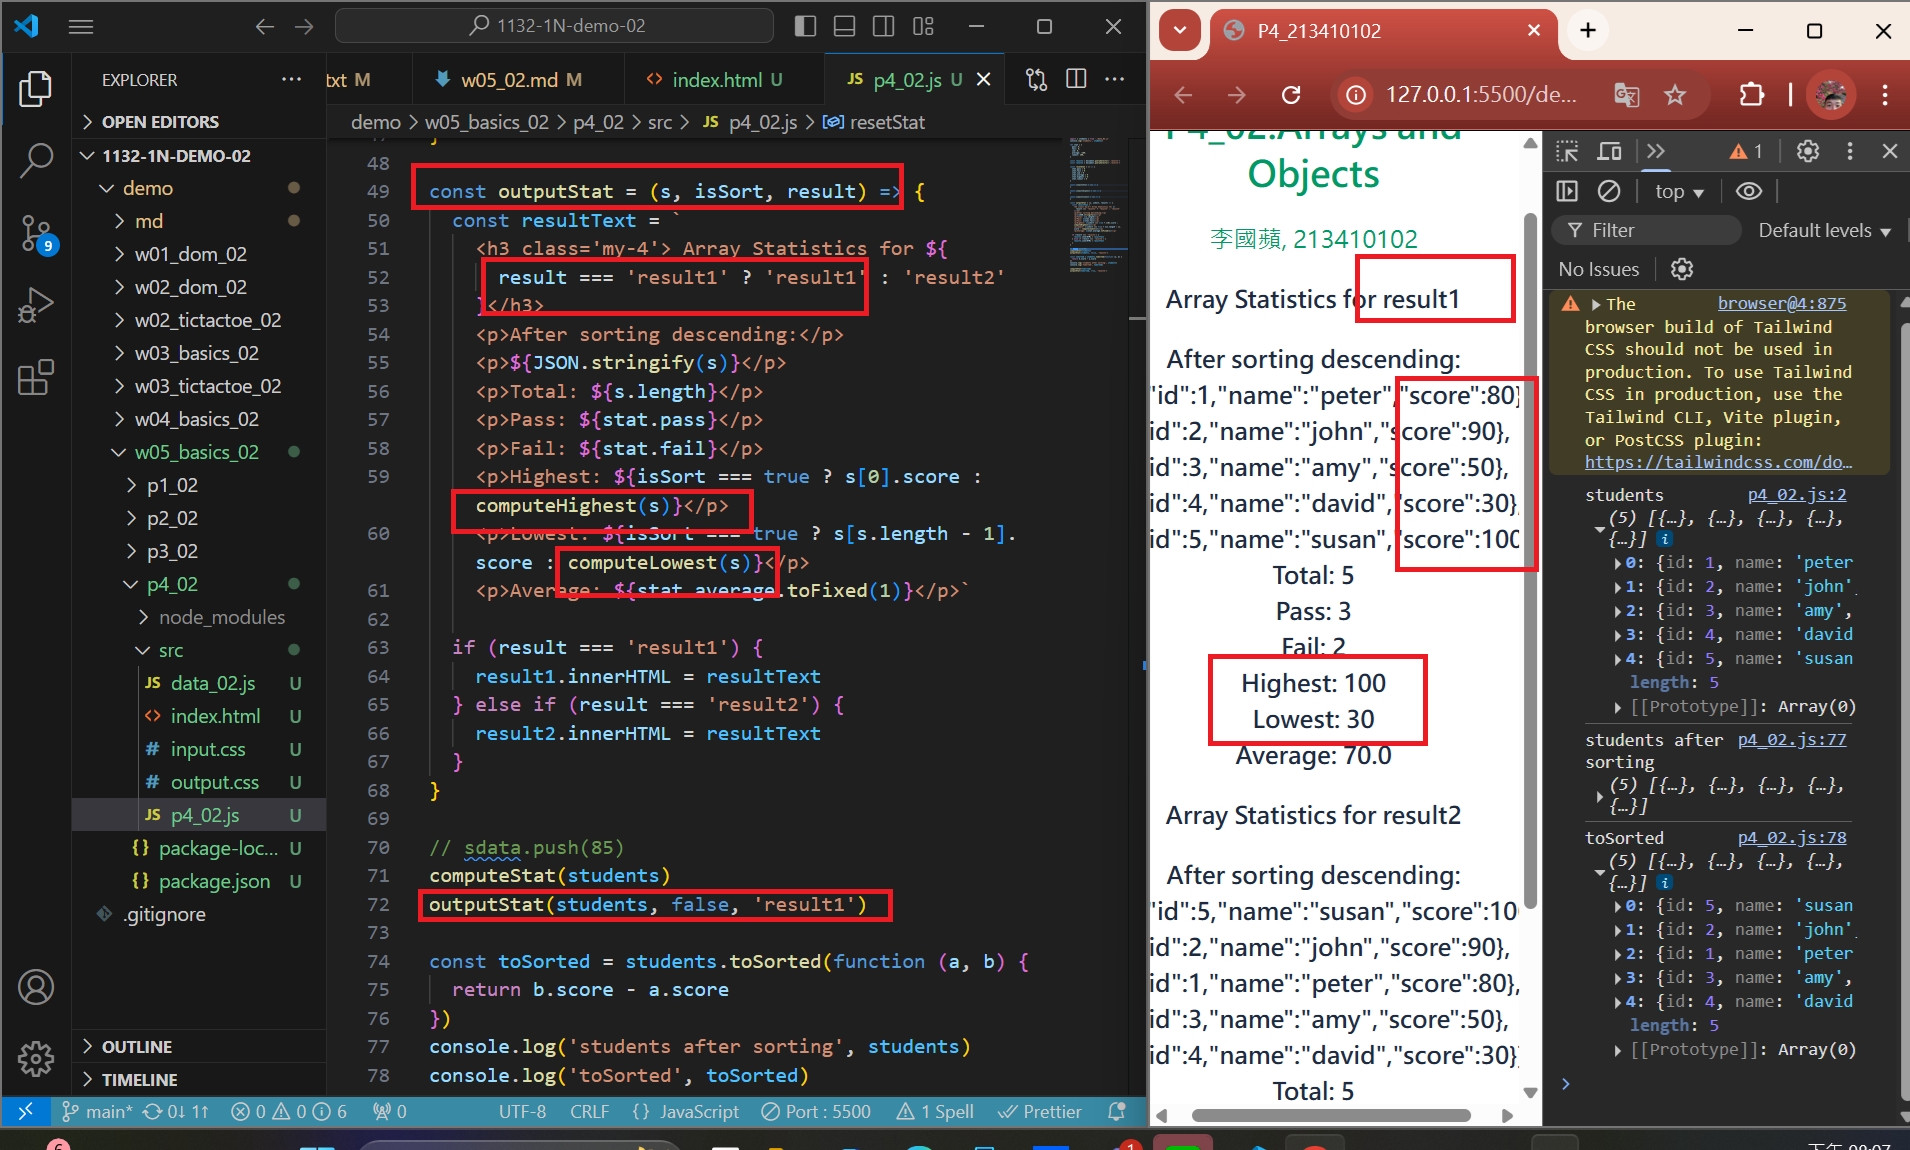 1132-1N-demo-02
EXPLORER
OPEN EDITORS
1132-1N-DEMO-02
demo
md
w01_dom_02
w02_dom_02
w02_tictactoe_02
w03_basics_02
w03_tictactoe_02
w04_basics_02
w05_basics_02
p1_02
p2_02
p3_02
p4_02
node_modules
src
JS data_02.js U
<> index.html U
# input.css U
# output.css U
JS p4_02.js U
{} package-loc... U
{} package.json U
.gitignore
OUTLINE
TIMELINE
9
txt M
w05_02.md M
<> index.html U
JS p4_02.js U
demo > w05_basics_02 > p4_02 > src > JS p4_02.js > resetStat
48
49 const outputStat = (s, isSort, result) => {
50 const resultText = `
51 <h3 class='my-4'> Array Statistics for ${
52 result === 'result1' ? 'result1' : 'result2'
53 }</h3>
54 <p>After sorting descending:</p>
55 <p>${JSON.stringify(s)}</p>
56 <p>Total: ${s.length}</p>
57 <p>Pass: ${stat.pass}</p>
58 <p>Fail: ${stat.fail}</p>
59 <p>Highest: ${isSort === true ? s[0].score :
computeHighest(s)}</p>
60 <p>Lowest: ${isSort === true ? s[s.length - 1].
score : computeLowest(s)}</p>
61 <p>Average: ${stat.average.toFixed(1)}</p>`
62
63 if (result === 'result1') {
64 result1.innerHTML = resultText
65 } else if (result === 'result2') {
66 result2.innerHTML = resultText
67 }
68 }
69
70 // sdata.push(85)
71 computeStat(students)
72 outputStat(students, false, 'result1')
73
74 const toSorted = students.toSorted(function (a, b) {
75 return b.score - a.score
76 })
77 console.log('students after sorting', students)
78 console.log('toSorted', toSorted)
main* 0↓ 1↑ 0 0 6 0 UTF-8 CRLF {} JavaScript Port : 5500 1 Spell Prettier
P4_213410102
127.0.0.1:5500/de...
P4_02:Arrays and
Objects
李國蘋, 213410102
Array Statistics for result1
After sorting descending:
"id":1,"name":"peter","score":80},
id":2,"name":"john","score":90},
id":3,"name":"amy","score":50},
id":4,"name":"david","score":30},
id":5,"name":"susan","score":100
Total: 5
Pass: 3
Fail: 2
Highest: 100
Lowest: 30
Average: 70.0
Array Statistics for result2
After sorting descending:
"id":5,"name":"susan","score":10
id":2,"name":"john","score":90},
id":1,"name":"peter","score":80},
id":3,"name":"amy","score":50},
id":4,"name":"david","score":30}
Total: 5
1
top
Filter
Default levels
No Issues
The browser@4:875
browser build of Tailwind
CSS should not be used in
production. To use Tailwind
CSS in production, use the
Tailwind CLI, Vite plugin,
or PostCSS plugin:
https://tailwindcss.com/do…
students p4_02.js:2
(5) [{…}, {…}, {…}, {…},
{…}] i
0: {id: 1, name: 'peter
1: {id: 2, name: 'john'
2: {id: 3, name: 'amy',
3: {id: 4, name: 'david
4: {id: 5, name: 'susan
length: 5
[[Prototype]]: Array(0)
students after p4_02.js:77
sorting
(5) [{…}, {…}, {…}, {…},
{…}]
toSorted p4_02.js:78
(5) [{…}, {…}, {…}, {…},
{…}] i
0: {id: 5, name: 'susan
1: {id: 2, name: 'john'
2: {id: 1, name: 'peter
3: {id: 3, name: 'amy',
4: {id: 4, name: 'david
length: 5
[[Prototype]]: Array(0)